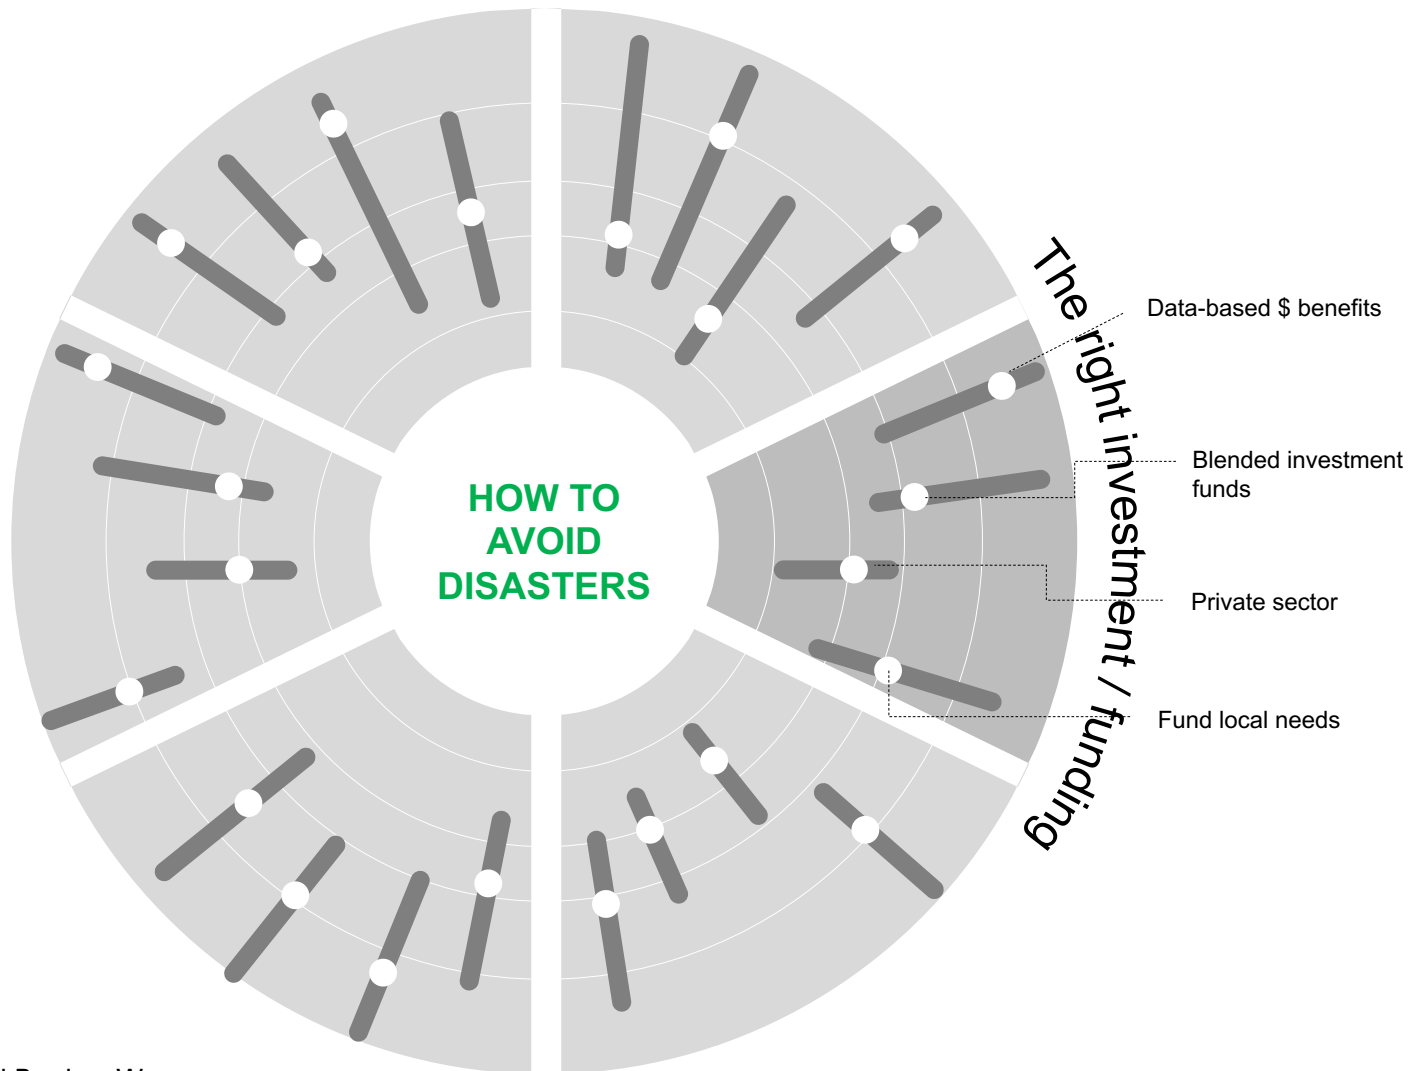 HOW TO
AVOID
DISASTERS
The right investment / funding
Data-based $ benefits
Blended investment
funds
Private sector
Fund local needs